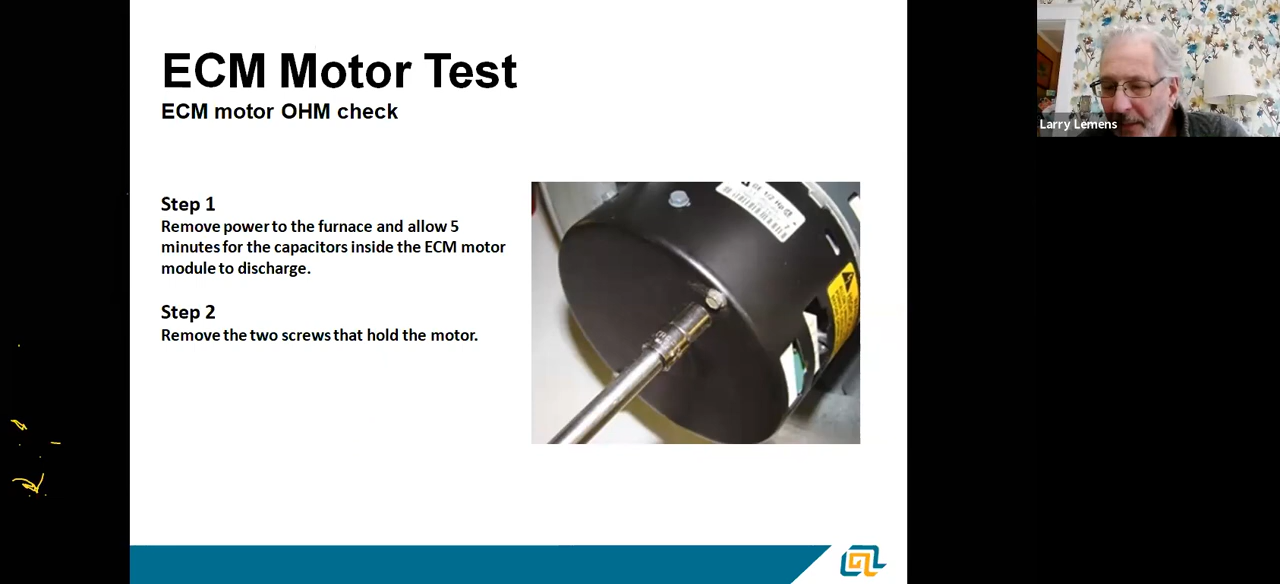 ECM Motor Test
ECM motor OHM check
Step 1
Remove power to the furnace and allow 5
minutes for the capacitors inside the ECM motor
module to discharge.
Step 2
Remove the two screws that hold the motor.
Larry Lemens